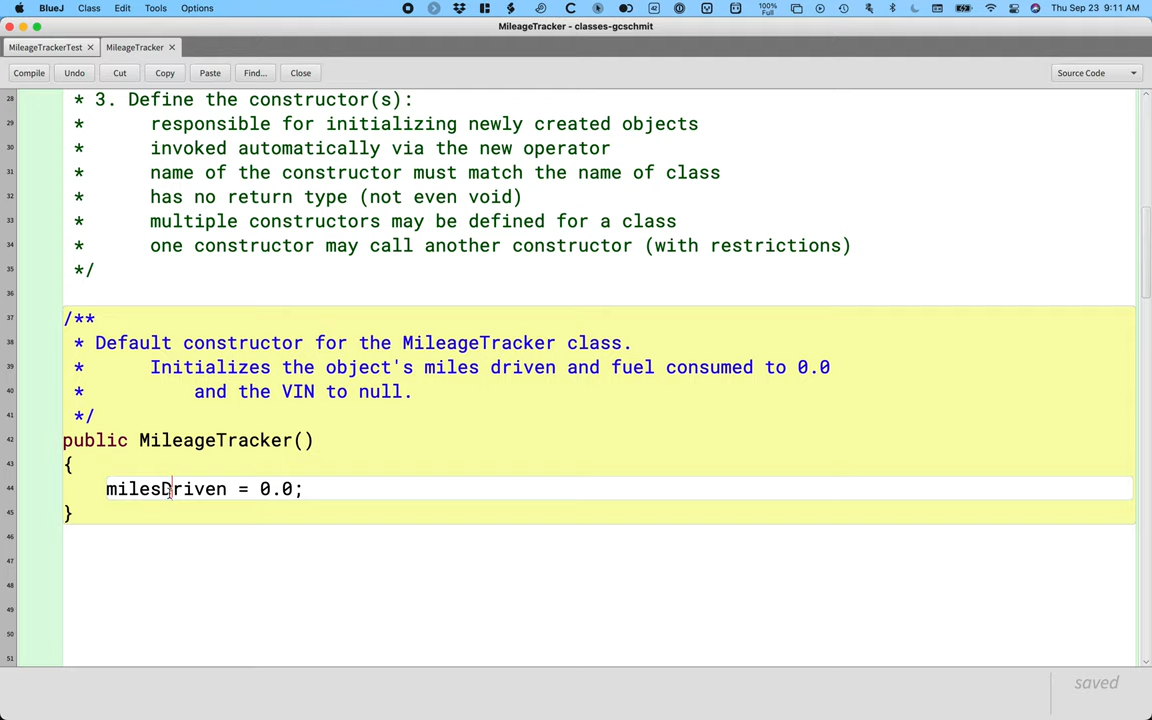 BlueJ Class Edit Tools Options 42 100% Full Thu Sep 23 9:11 AM
MileageTracker - classes-gcschmit
MileageTrackerTest × MileageTracker ×
Compile Undo Cut Copy Paste Find... Close Source Code
28 * 3. Define the constructor(s):
29 * responsible for initializing newly created objects
30 * invoked automatically via the new operator
31 * name of the constructor must match the name of class
32 * has no return type (not even void)
33 * multiple constructors may be defined for a class
34 * one constructor may call another constructor (with restrictions)
35 */
36
37 /**
38 * Default constructor for the MileageTracker class.
39 * Initializes the object's miles driven and fuel consumed to 0.0
40 * and the VIN to null.
41 */
42 public MileageTracker()
43 {
44 milesDriven = 0.0;
45 }
46
47
48
49
50
51
saved